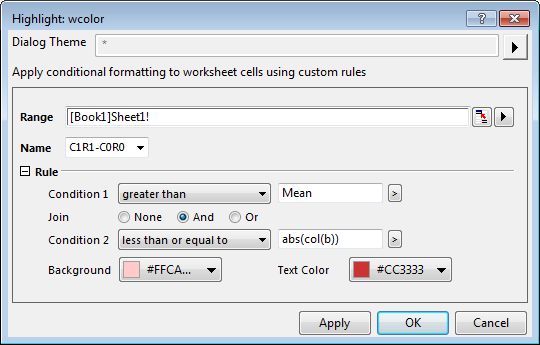 Highlight: wcolor
Dialog Theme *
Apply conditional formatting to worksheet cells using custom rules
Range [Book1]Sheet1!
Name C1R1-C0R0
Rule
Condition 1 greater than Mean >
Join None And Or
Condition 2 less than or equal to abs(col(b)) >
Background #FFCA... Text Color #CC3333
Apply OK Cancel